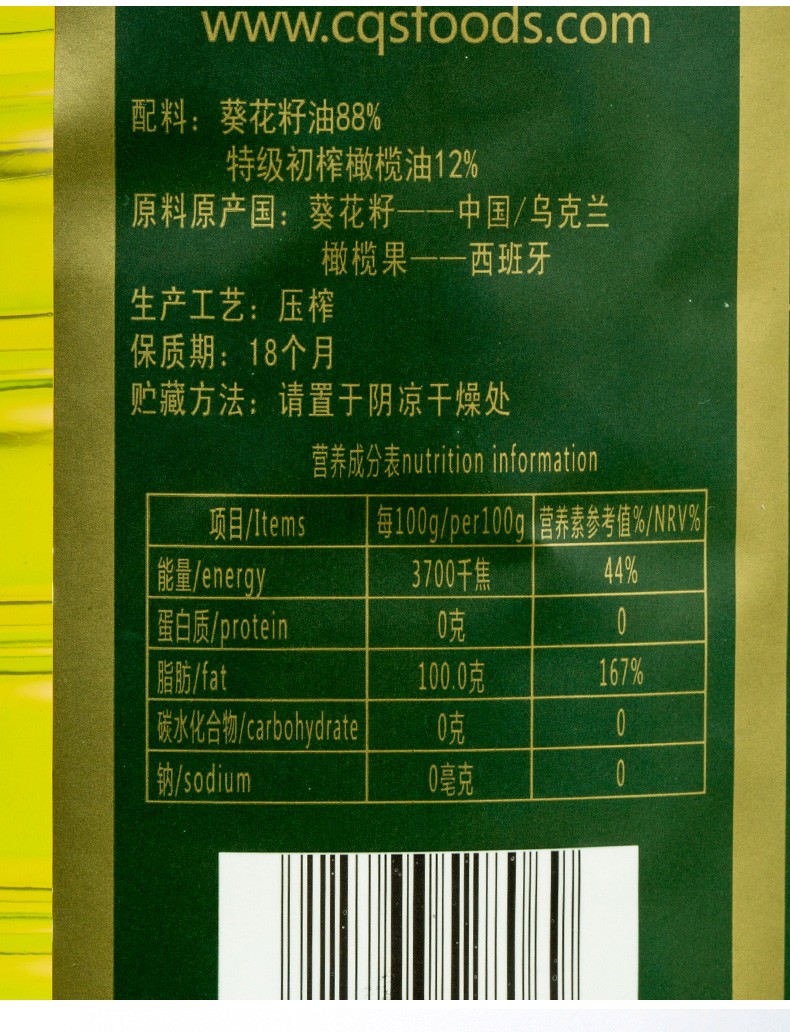 www.cqsfoods.com
配料：葵花籽油88%
特级初榨橄榄油12%
原料原产国：葵花籽——中国/乌克兰
橄榄果——西班牙
生产工艺：压榨
保质期：18个月
贮藏方法：请置于阴凉干燥处
营养成分表nutrition information
项目/Items 每100g/per100g 营养素参考值%/NRV%
能量/energy 3700千焦 44%
蛋白质/protein 0克 0
脂肪/fat 100.0克 167%
碳水化合物/carbohydrate 0克 0
钠/sodium 0毫克 0